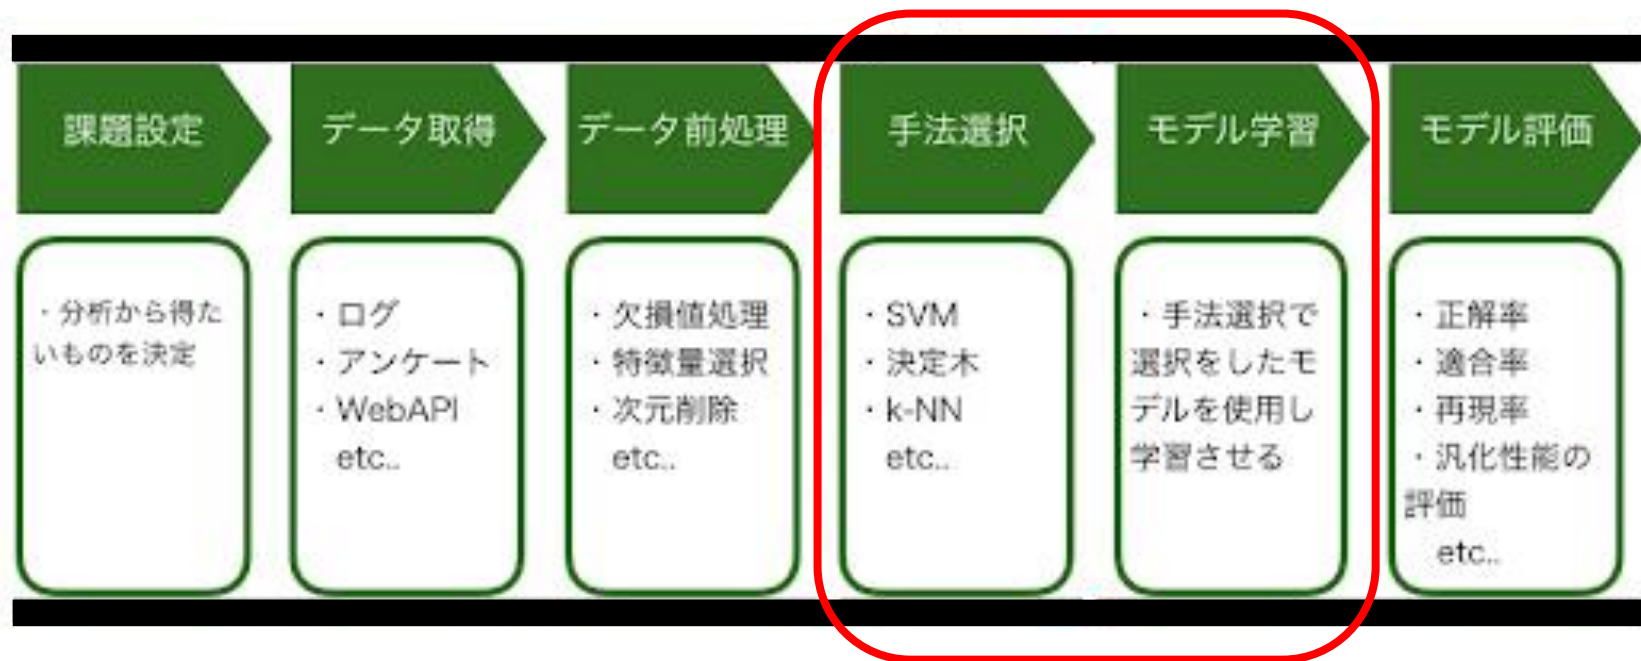 課題設定
データ取得
データ前処理
手法選択
モデル学習
モデル評価
・分析から得た
いものを決定
・ログ
・アンケート
・WebAPI
etc..
・欠損値処理
・特徴量選択
・次元削除
etc..
・SVM
・決定木
・k-NN
etc..
・手法選択で
選択をしたモ
デルを使用し
学習させる
・正解率
・適合率
・再現率
・汎化性能の
評価
etc..